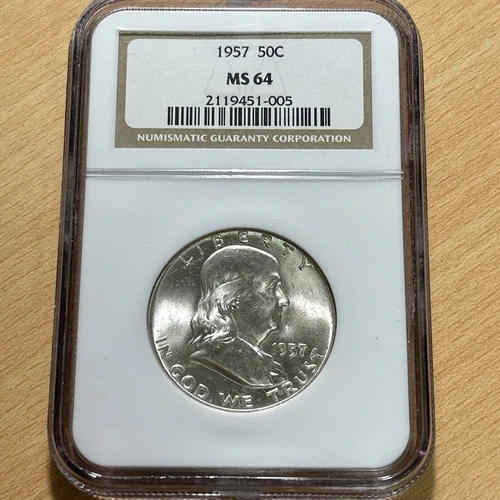 1957 50C
MS 64
2119451-005
NUMISMATIC GUARANTY CORPORATION
LIBERTY
1957
IN GOD WE TRUST